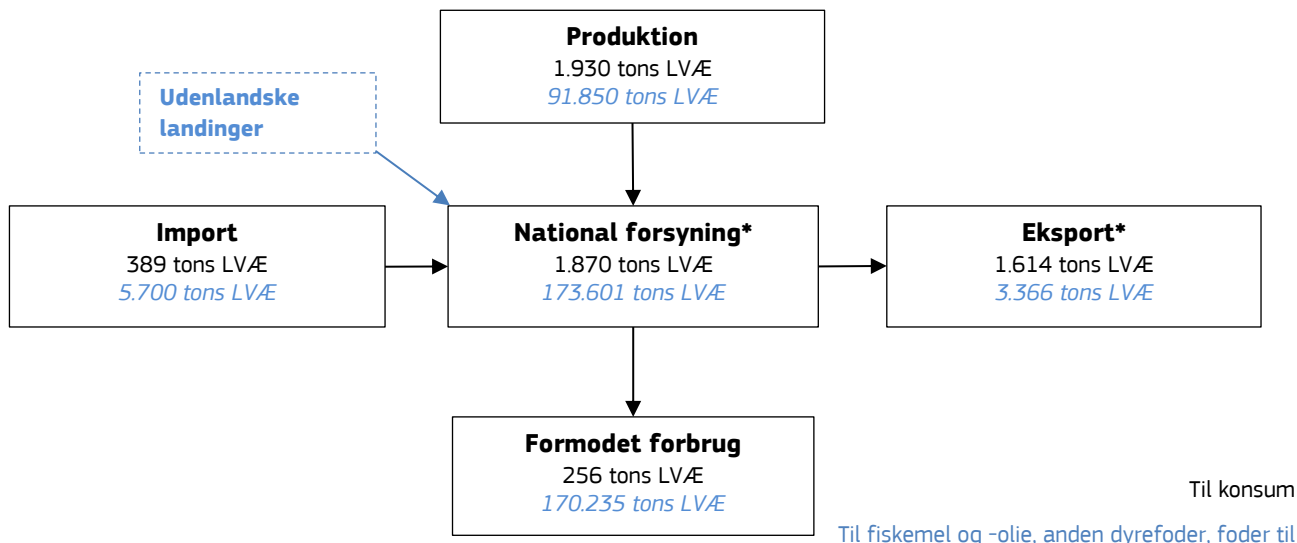 Produktion
1.930 tons LVÆ
91.850 tons LVÆ
Udenlandske
landinger
Import
389 tons LVÆ
5.700 tons LVÆ
National forsyning*
1.870 tons LVÆ
173.601 tons LVÆ
Eksport*
1.614 tons LVÆ
3.366 tons LVÆ
Formodet forbrug
256 tons LVÆ
170.235 tons LVÆ
Til konsum
Til fiskemel og -olie, anden dyrefoder, foder til